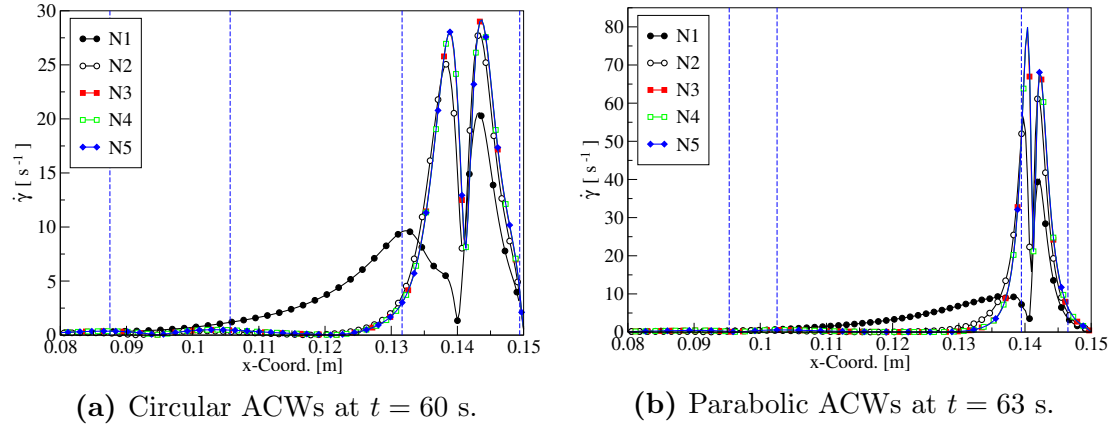 30
25
20
15
10
5
0
γ̇ [ s⁻¹]
N1
N2
N3
N4
N5
0.08 0.09 0.10 0.11 0.12 0.13 0.14 0.15
x-Coord. [m]
(a) Circular ACWs at t = 60 s.
80
70
60
50
40
30
20
10
0
γ̇ [ s⁻¹]
N1
N2
N3
N4
N5
0.08 0.09 0.10 0.11 0.12 0.13 0.14 0.15
x-Coord. [m]
(b) Parabolic ACWs at t = 63 s.